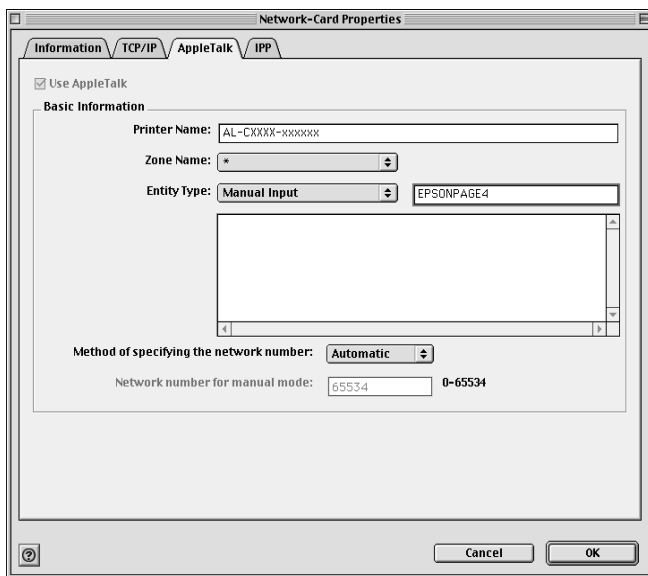 Network-Card Properties
Information TCP/IP AppleTalk IPP
Use AppleTalk
Basic Information
Printer Name: AL-CXXXX-xxxxxx
Zone Name: *
Entity Type: Manual Input EPSONPAGE4
Method of specifying the network number: Automatic
Network number for manual mode: 65534 0-65534
? Cancel OK